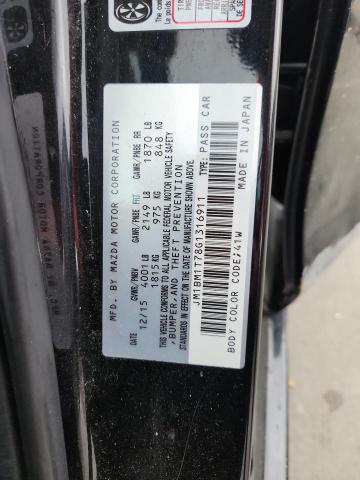 MFD. BY MAZDA MOTOR CORPORATION
DATE GVWR/PNBV GAWR/PNBE FRT GAWR/PNBE RR
12/15 4001 LB 2149 LB 1870 LB
1815 KG 975 KG 848 KG
THIS VEHICLE CONFORMS TO ALL APPLICABLE FEDERAL MOTOR VEHICLE SAFETY
,BUMPER,AND THEFT PREVENTION
STANDARDS IN EFFECT ON THE DATE OF MANUFACTURE SHOWN ABOVE.
JM1BM1T78G1316911 TYPE: PASS CAR
BODY COLOR CODE;41W MADE IN JAPAN